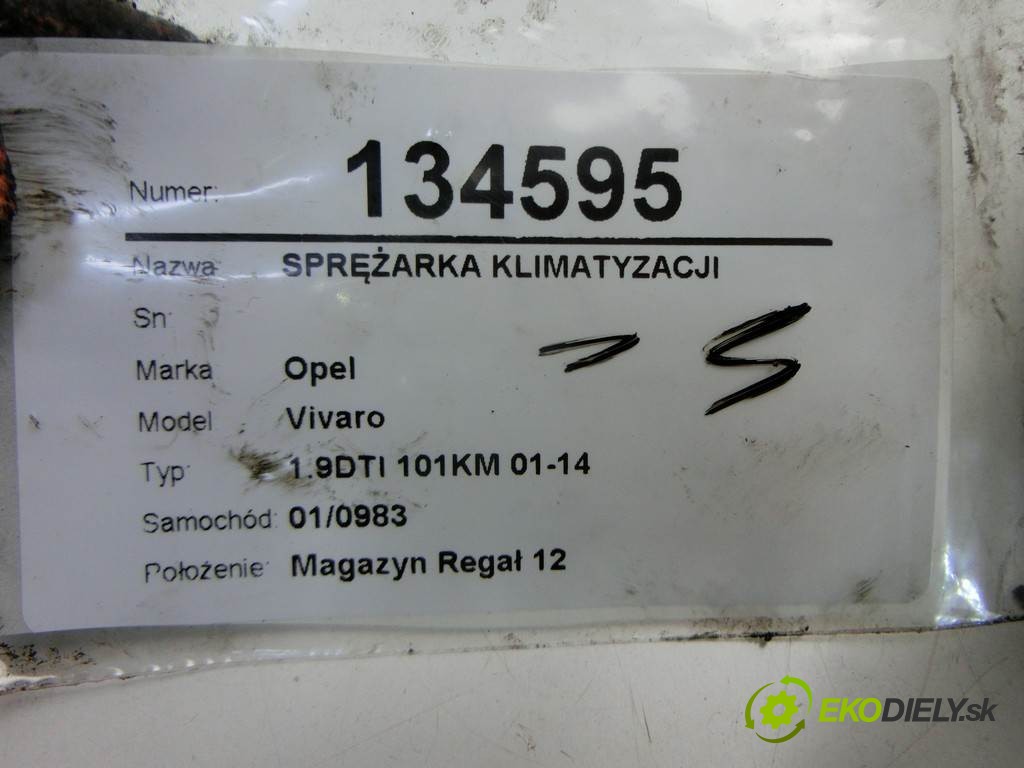 Numer: 134595
Nazwa: SPRĘŻARKA KLIMATYZACJI
Sn:
Marka Opel
Model Vivaro
Typ: 1.9DTI 101KM 01-14
Samochód: 01/0983
Położenie: Magazyn Regał 12
EKODIELY.sk